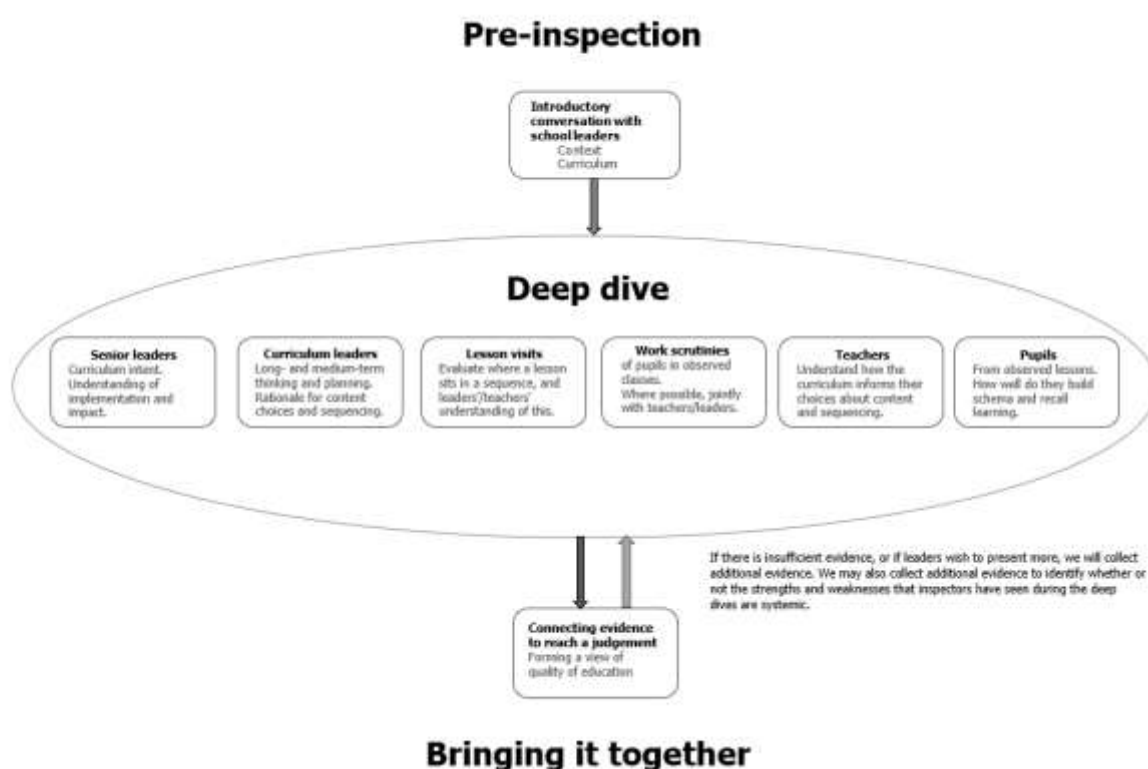 Pre-inspection
Introductory
conversation with
school leaders
Context
Curriculum
Deep dive
Senior leaders
Curriculum intent.
Understanding of
implementation and
impact.
Curriculum leaders
Long- and medium-term
thinking and planning.
Rationale for content
choices and sequencing.
Lesson visits
Evaluate where a lesson
sits in a sequence, and
leaders'/teachers'
understanding of this.
Work scrutinies
of pupils in observed
classes.
Where possible, jointly
with teachers/leaders.
Teachers
Understand how the
curriculum informs their
choices about content
and sequencing.
Pupils
From observed lessons.
How well do they build
schema and recall
learning.
If there is insufficient evidence, or if leaders wish to present more, we will collect
additional evidence. We may also collect additional evidence to identify whether or
not the strengths and weaknesses that inspectors have seen during the deep
dives are systemic.
Connecting evidence
to reach a judgement
Forming a view of
quality of education
Bringing it together